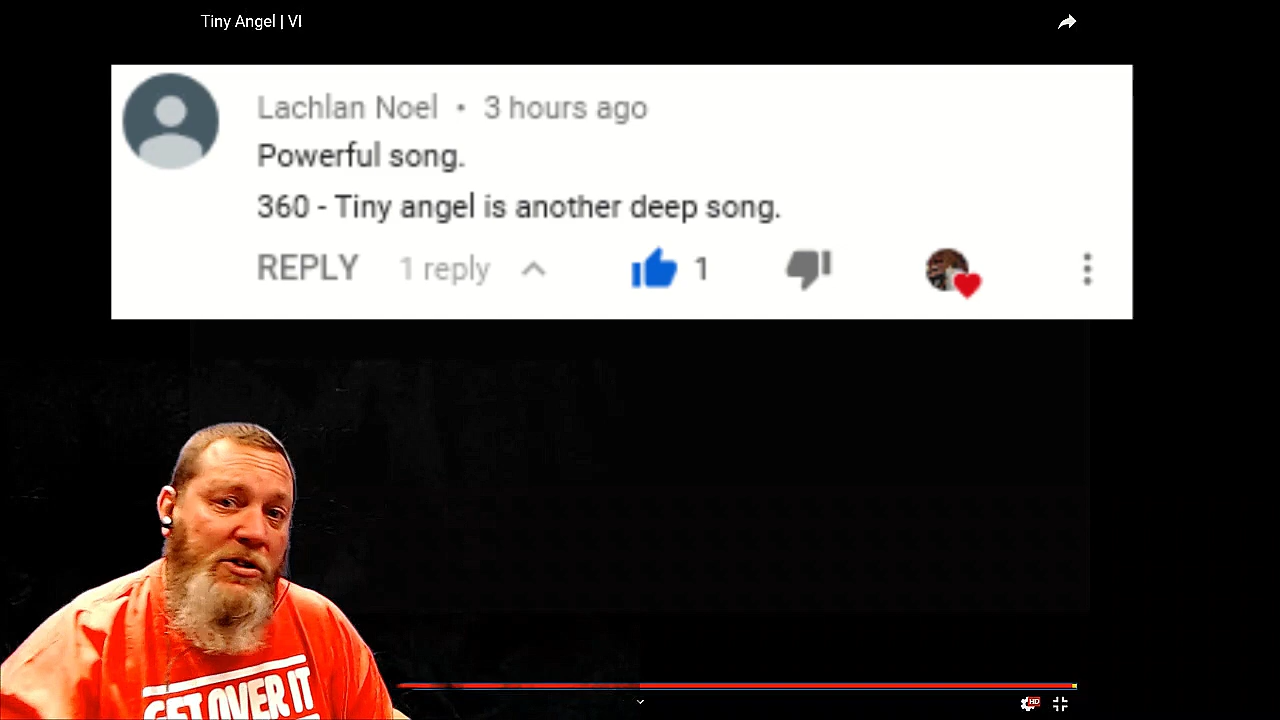 Tiny Angel | VI
Lachlan Noel • 3 hours ago
Powerful song.
360 - Tiny angel is another deep song.
REPLY 1 reply 1
GET OVER IT
HD